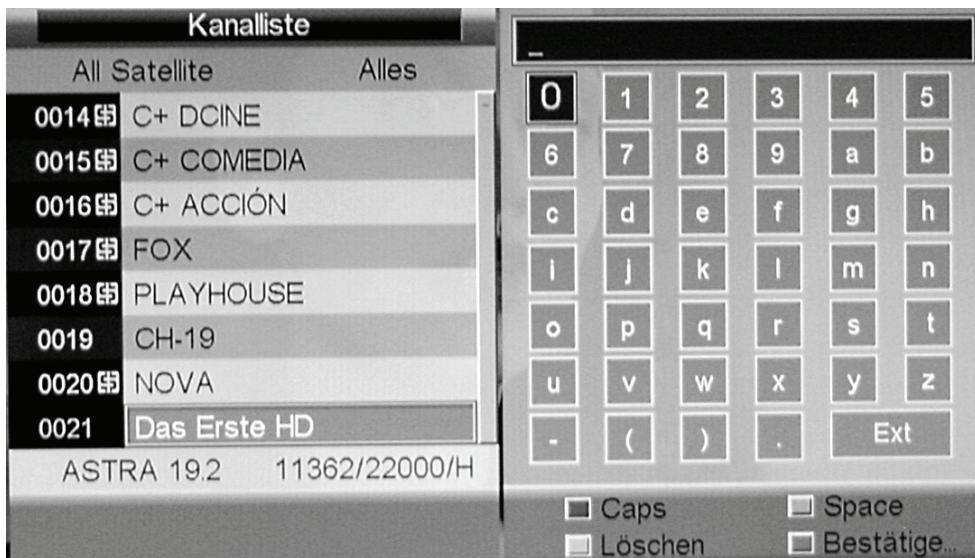 Kanalliste
All Satellite Alles
0014 C+ DCINE
0015 C+ COMEDIA
0016 C+ ACCIÓN
0017 FOX
0018 PLAYHOUSE
0019 CH-19
0020 NOVA
0021 Das Erste HD
ASTRA 19.2 11362/22000/H
_
0 1 2 3 4 5
6 7 8 9 a b
c d e f g h
i j k l m n
o p q r s t
u v w x y z
- ( ) . Ext
Caps Space
Löschen Bestätige...